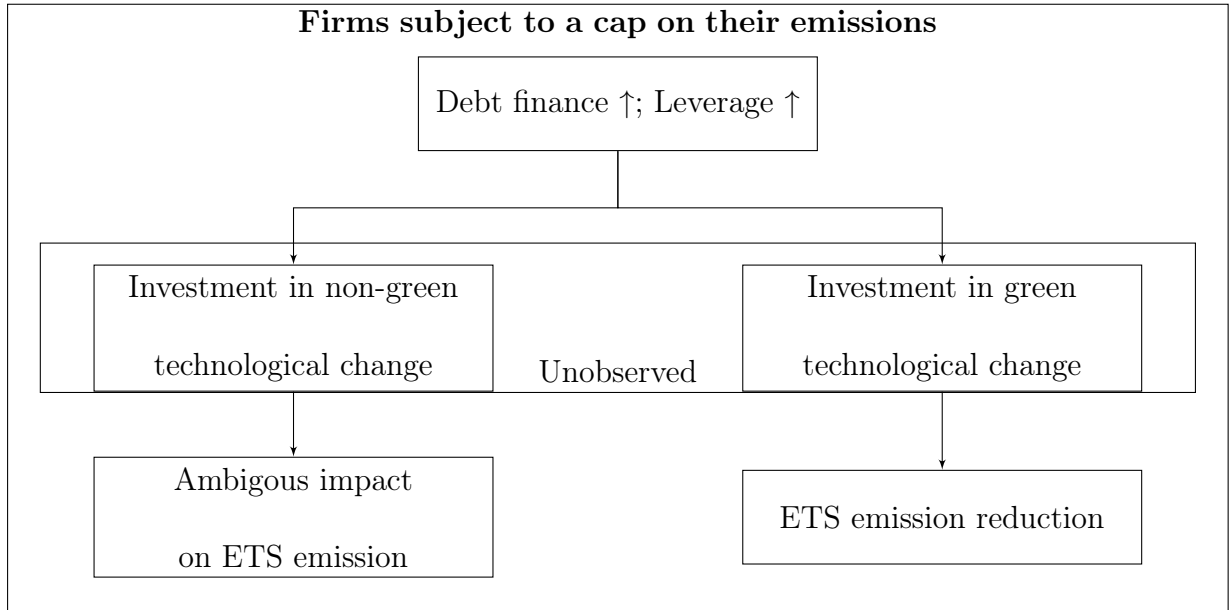 Firms subject to a cap on their emissions
Debt finance ↑; Leverage ↑
Investment in non-green
technological change
Investment in green
technological change
Unobserved
Ambigous impact
on ETS emission
ETS emission reduction